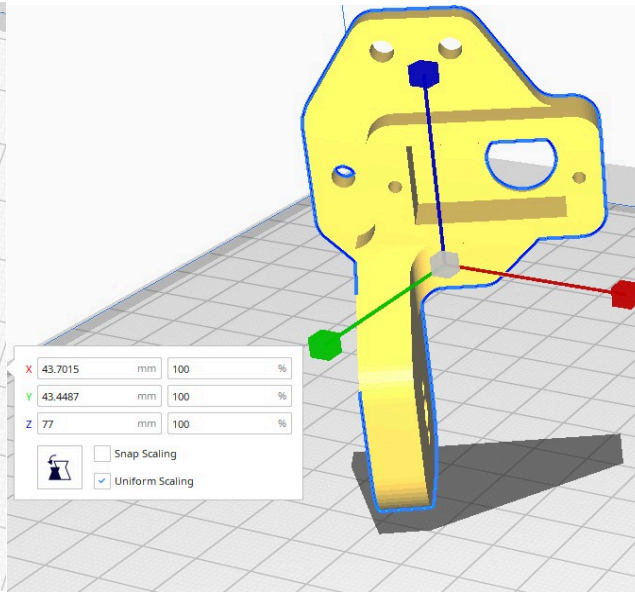 X 43.7015 mm 100 %
Y 43.4487 mm 100 %
Z 77 mm 100 %
Snap Scaling
Uniform Scaling